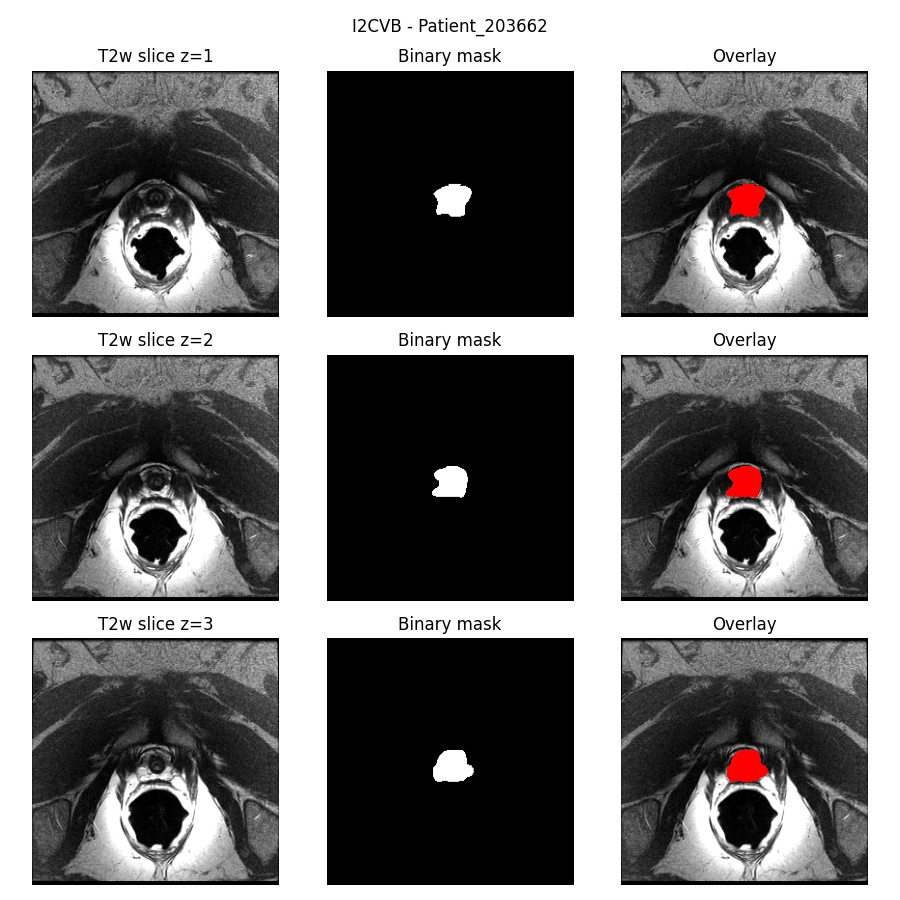 I2CVB - Patient_203662
T2w slice z=1
Binary mask
Overlay
T2w slice z=2
Binary mask
Overlay
T2w slice z=3
Binary mask
Overlay